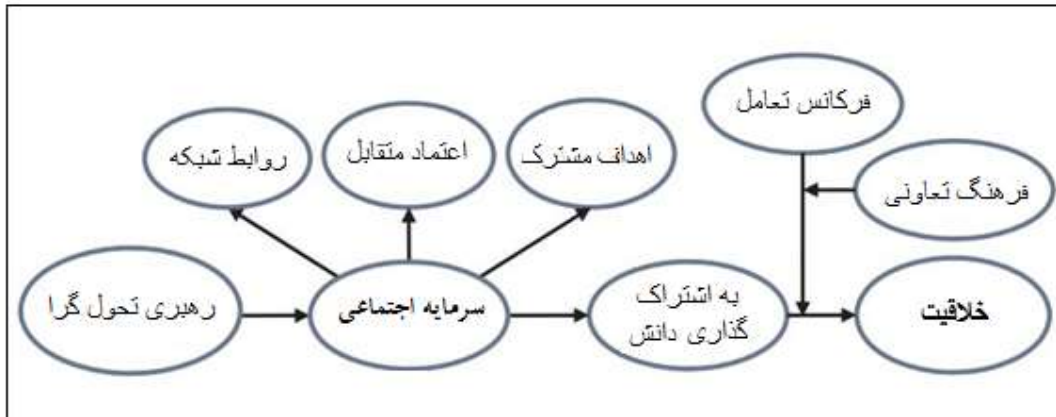 فرکانس تعامل
اهداف مشترک
اعتماد متقابل
روابط شبکه
فرهنگ تعاونی
رهبری تحول گرا
سرمایه اجتماعی
به اشتراک
گذاری دانش
خلاقیت